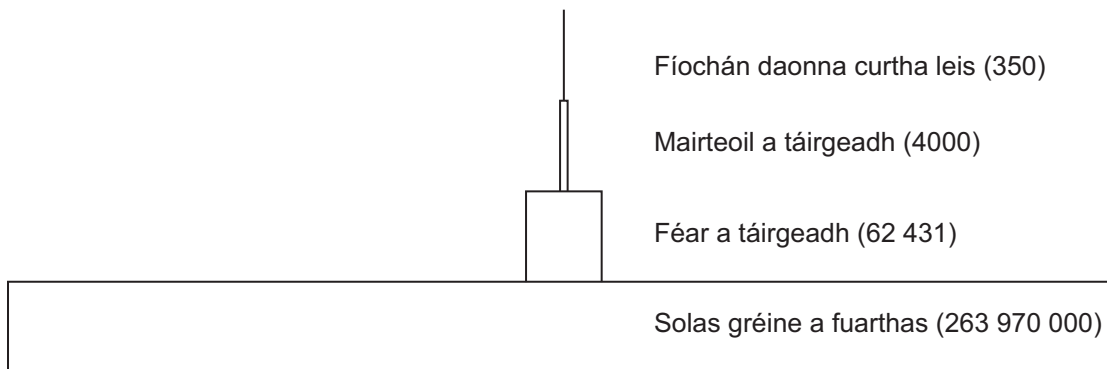 Fíochán daonna curtha leis (350)
Mairteoil a táirgeadh (4000)
Féar a táirgeadh (62 431)
Solas gréine a fuarthas (263 970 000)